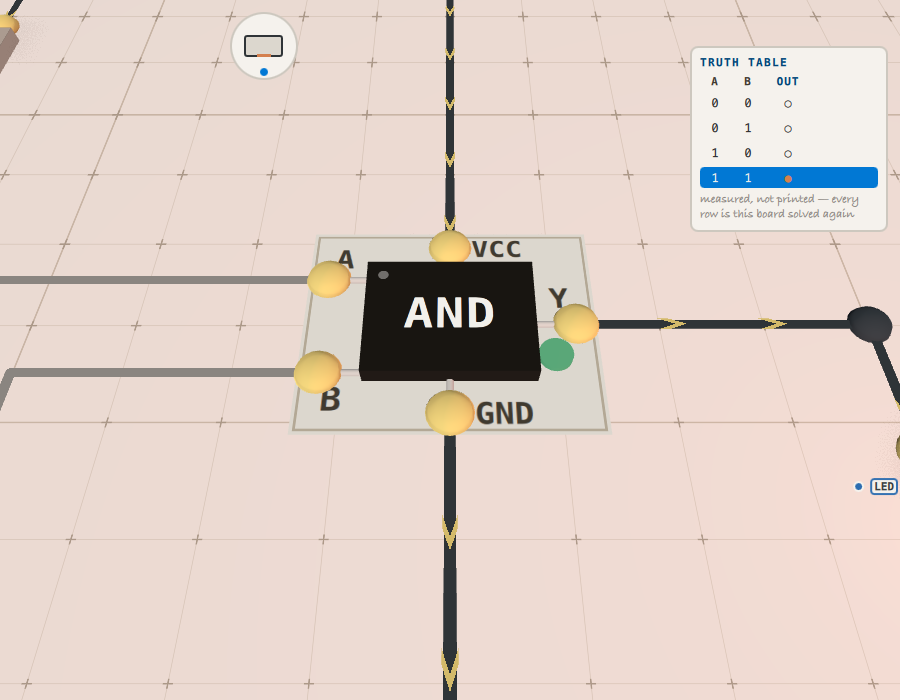 TRUTH TABLE
A B OUT
0 0 ○
0 1 ○
1 0 ○
1 1 ●
measured, not printed — every
row is this board solved again
A
VCC
AND
Y
B
GND
LED